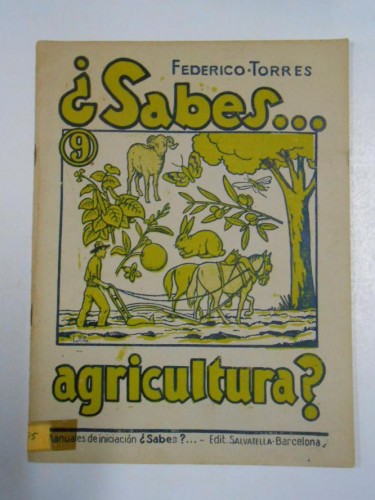 FEDERICO·TORRES
¿Sabes...
9
agricultura?
Manuales de iniciación ¿Sabes?... - Edit. SALVATELLA-Barcelona